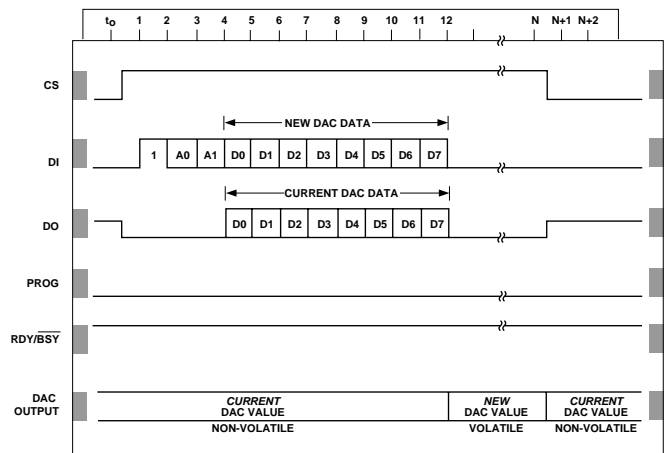 to 1 2 3 4 5 6 7 8 9 10 11 12 N N+1 N+2
CS
NEW DAC DATA
DI 1 A0 A1 D0 D1 D2 D3 D4 D5 D6 D7
CURRENT DAC DATA
DO D0 D1 D2 D3 D4 D5 D6 D7
PROG
RDY/BSY
DAC OUTPUT
CURRENT DAC VALUE
NON-VOLATILE
NEW DAC VALUE
VOLATILE
CURRENT DAC VALUE
NON-VOLATILE